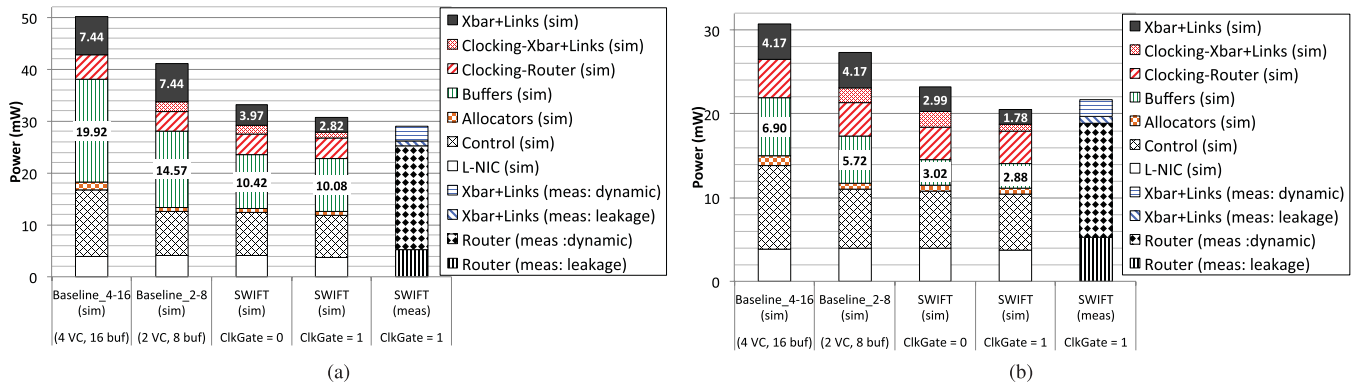 50
40
30
20
10
0
Power (mW)
7.44
19.92
7.44
14.57
3.97
10.42
2.82
10.08
Xbar+Links (sim)
Clocking-Xbar+Links (sim)
Clocking-Router (sim)
Buffers (sim)
Allocators (sim)
Control (sim)
L-NIC (sim)
Xbar+Links (meas: dynamic)
Xbar+Links (meas: leakage)
Router (meas :dynamic)
Router (meas: leakage)
Baseline_4-16 Baseline_2-8 SWIFT SWIFT SWIFT
(sim) (sim) (sim) (sim) (meas)
(4 VC, 16 buf) (2 VC, 8 buf) ClkGate = 0 ClkGate = 1 ClkGate = 1
(a)
30
20
10
0
Power (mW)
4.17
6.90
4.17
5.72
2.99
3.02
1.78
2.88
Xbar+Links (sim)
Clocking-Xbar+Links (sim)
Clocking-Router (sim)
Buffers (sim)
Allocators (sim)
Control (sim)
L-NIC (sim)
Xbar+Links (meas: dynamic)
Xbar+Links (meas: leakage)
Router (meas :dynamic)
Router (meas: leakage)
Baseline_4-16 Baseline_2-8 SWIFT SWIFT SWIFT
(sim) (sim) (sim) (sim) (meas)
(4 VC, 16 buf) (2 VC, 8 buf) ClkGate = 0 ClkGate = 1 ClkGate = 1
(b)